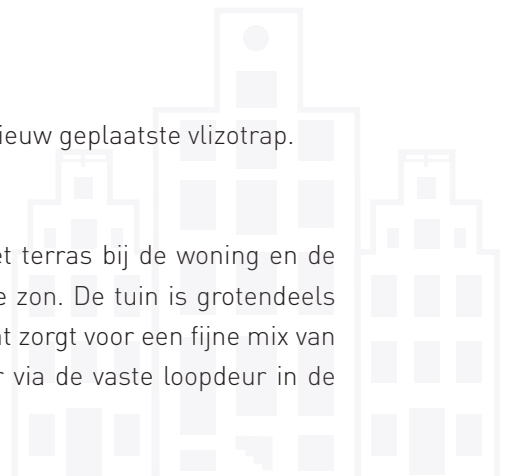 ieuw geplaatste vlizotrap.
et terras bij de woning en de
e zon. De tuin is grotendeels
at zorgt voor een fijne mix van
r via de vaste loopdeur in de